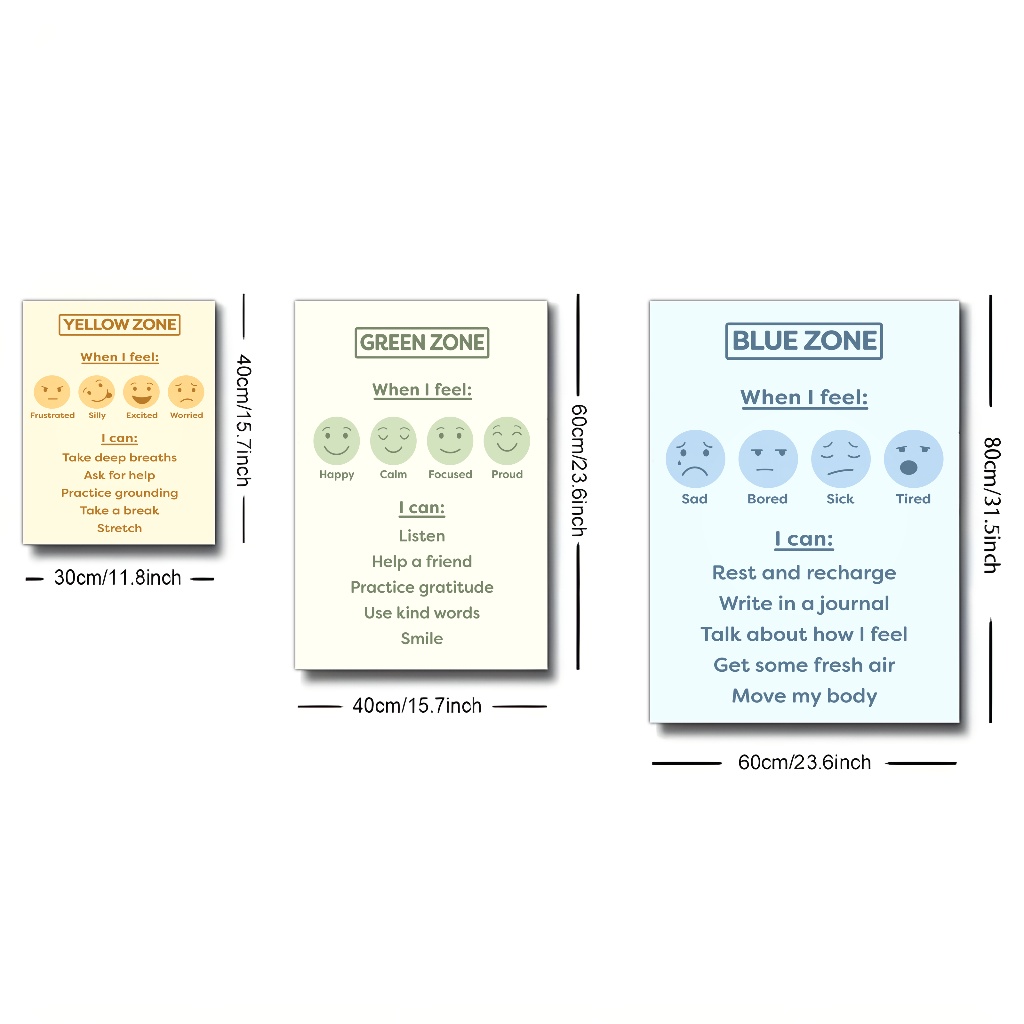 YELLOW ZONE
When I feel:
Frustrated Silly Excited Worried
I can:
Take deep breaths
Ask for help
Practice grounding
Take a break
Stretch
40cm/15.7inch
30cm/11.8inch
GREEN ZONE
When I feel:
Happy Calm Focused Proud
I can:
Listen
Help a friend
Practice gratitude
Use kind words
Smile
60cm/23.6inch
40cm/15.7inch
BLUE ZONE
When I feel:
Sad Bored Sick Tired
I can:
Rest and recharge
Write in a journal
Talk about how I feel
Get some fresh air
Move my body
80cm/31.5inch
60cm/23.6inch